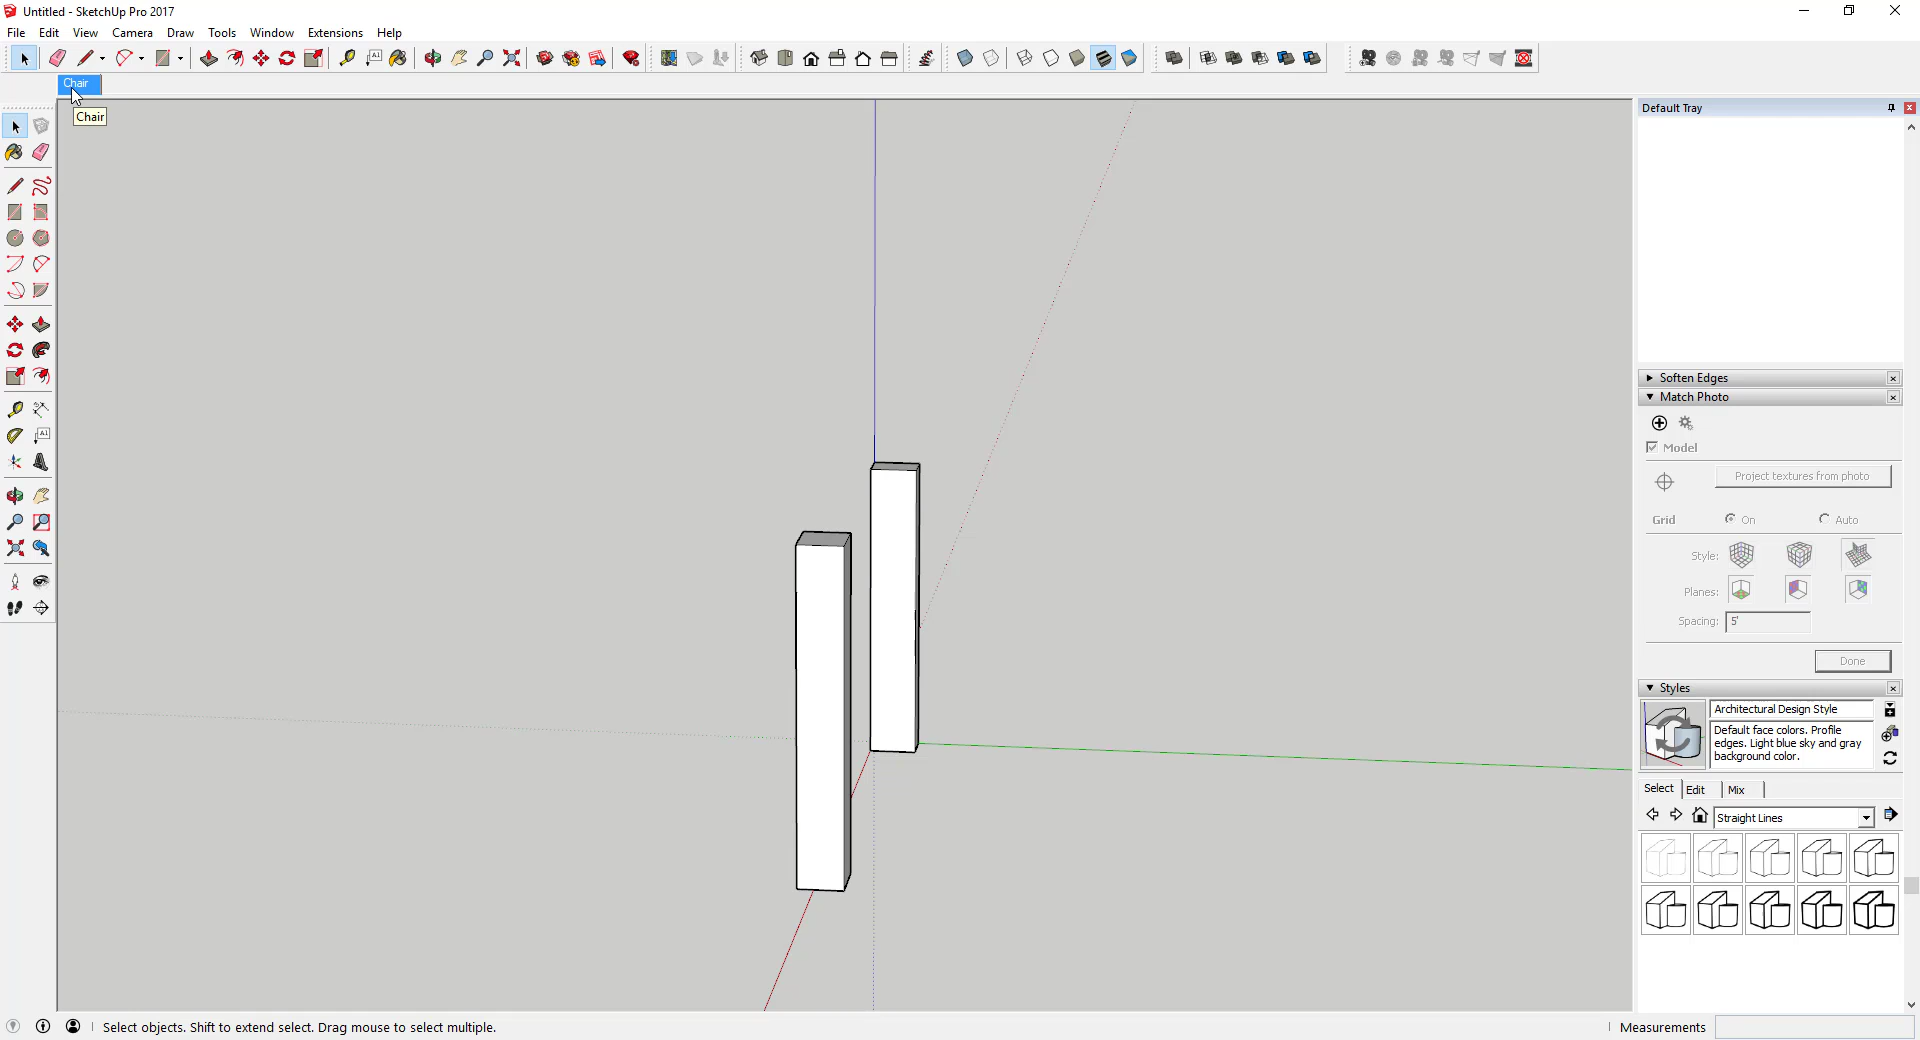 Untitled - SketchUp Pro 2017
File Edit View Camera Draw Tools Window Extensions Help
A1
Chair
Chair
Default Tray
A1
Soften Edges
Match Photo
Model
Project textures from photo
Grid On Auto
Style:
Planes:
Spacing: 5'
Done
Styles
Architectural Design Style
Default face colors. Profile
edges. Light blue sky and gray
background color.
Select Edit Mix
Straight Lines
Select objects. Shift to extend select. Drag mouse to select multiple.
Measurements